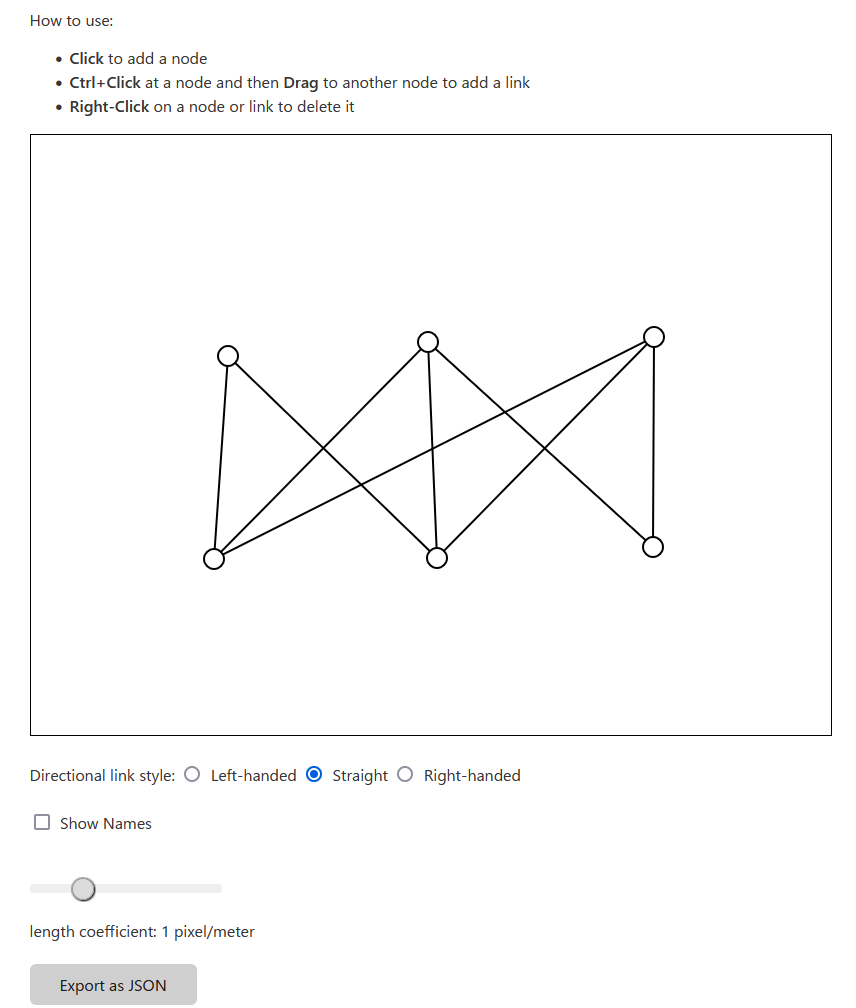 How to use:
Click to add a node
Ctrl+Click at a node and then Drag to another node to add a link
Right-Click on a node or link to delete it
Directional link style: Left-handed Straight Right-handed
Show Names
length coefficient: 1 pixel/meter
Export as JSON